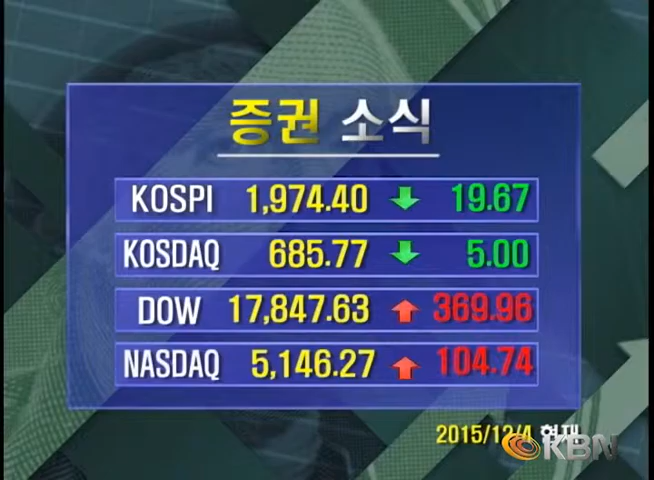 증권 소식
KOSPI 1,974.40 19.67
KOSDAQ 685.77 5.00
DOW 17,847.63 369.96
NASDAQ 5,146.27 104.74
2015/12/4 현재
KBN